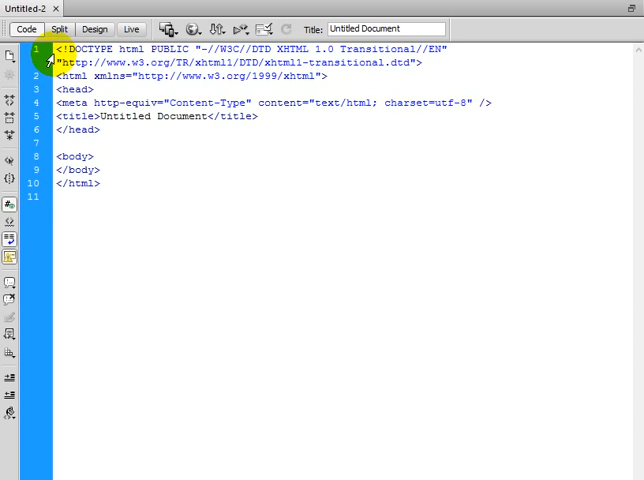 Untitled-2 ×
Code Split Design Live Title: Untitled Document
1 <!DOCTYPE html PUBLIC "-//W3C//DTD XHTML 1.0 Transitional//EN"
"http://www.w3.org/TR/xhtml1/DTD/xhtml1-transitional.dtd">
2 <html xmlns="http://www.w3.org/1999/xhtml">
3 <head>
4 <meta http-equiv="Content-Type" content="text/html; charset=utf-8" />
5 <title>Untitled Document</title>
6 </head>
7
8 <body>
9 </body>
10 </html>
11